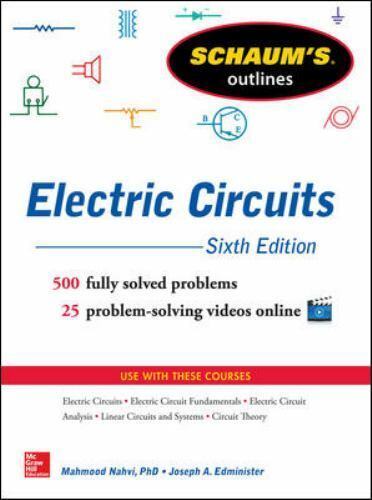 SCHAUM'S®
outlines
B
C
E
Electric Circuits
Sixth Edition
500 fully solved problems
25 problem-solving videos online
USE WITH THESE COURSES
Electric Circuits • Electric Circuit Fundamentals • Electric Circuit
Analysis • Linear Circuits and Systems • Circuit Theory
Mc
Graw
Hill
Education
Mahmood Nahvi, PhD • Joseph A. Edminister